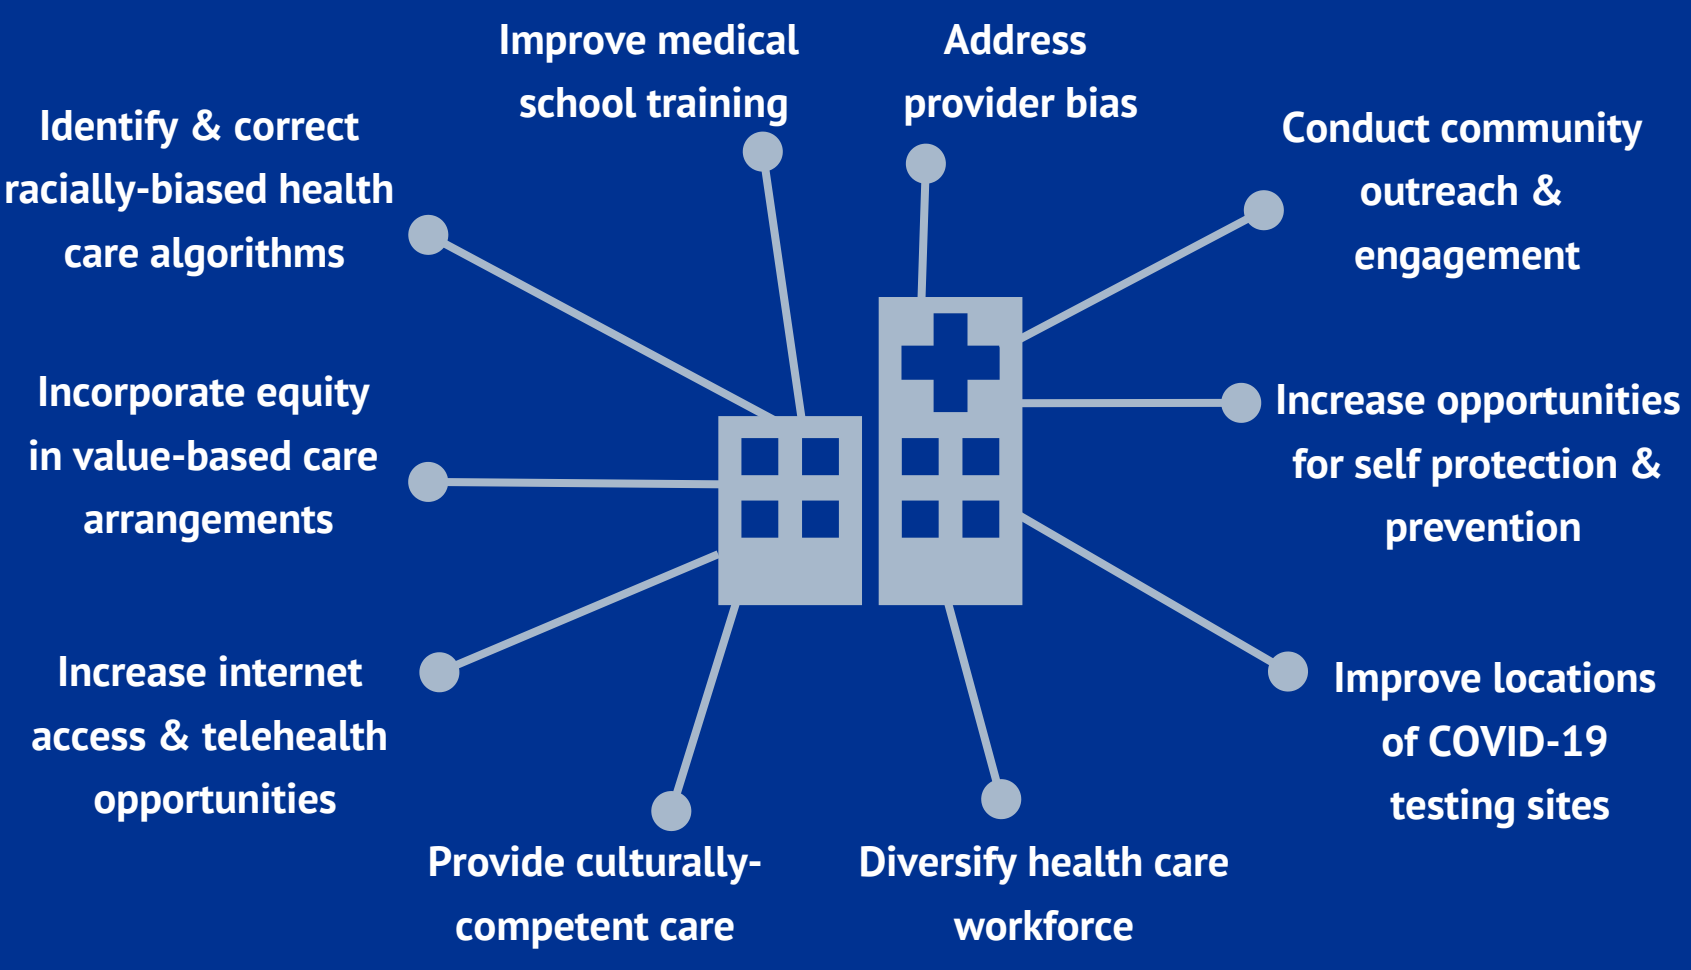 Improve medical
school training
Address
provider bias
Identify & correct
racially-biased health
care algorithms
Conduct community
outreach &
engagement
Incorporate equity
in value-based care
arrangements
Increase opportunities
for self protection &
prevention
Increase internet
access & telehealth
opportunities
Improve locations
of COVID-19
testing sites
Provide culturally-
competent care
Diversify health care
workforce